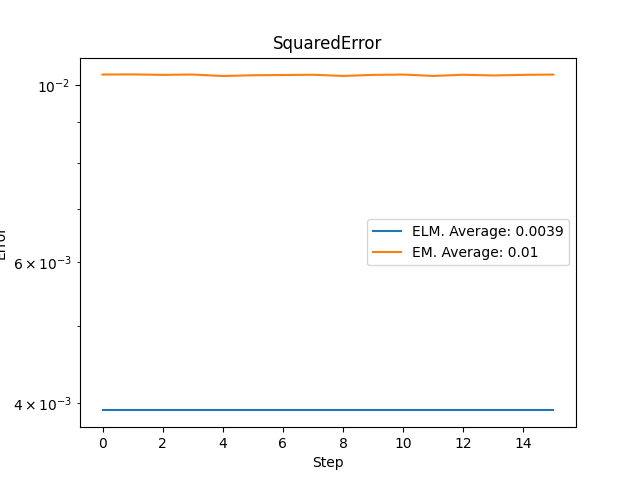 SquaredError
10⁻²
6 × 10⁻³
4 × 10⁻³
Error
ELM. Average: 0.0039
EM. Average: 0.01
0 2 4 6 8 10 12 14
Step